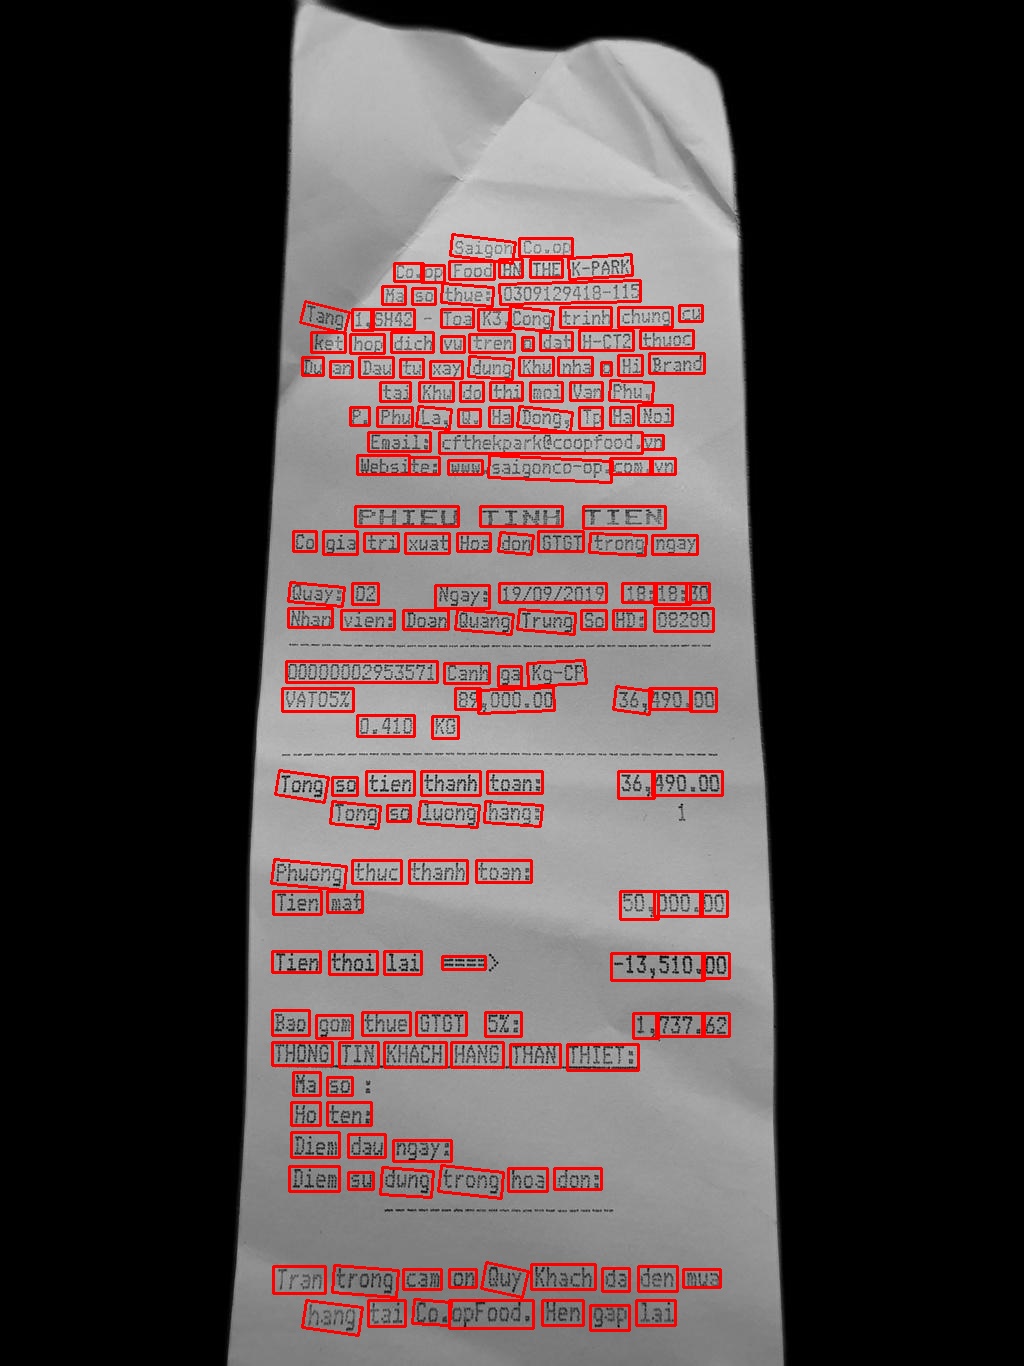 Saigon Co.op
Co.op Food HN THE K-PARK
Ma so thue: 0309129418-115
Tang 1,SH42 - Toa K3,Cong trinh chung cu
ket hop dich vu tren o dat H-CT2 thuoc
Du an Dau tu xay dung Khu nha o Hi Brand
tai Khu do thi moi Van Phu,
P. Phu La, Q. Ha Dong, Tp Ha Noi
Email: cfthekpark@coopfood.vn
Website: www.saigonco-op.com.vn
PHIEU TINH TIEN
Co gia tri xuat Hoa don GTGT trong ngay
Quay: 02 Ngay: 19/09/2019 18:18:30
Nhan vien: Doan Quang Trung So HD: 08280
00000002953571 Canh ga Kg-CP
VAT05% 89,000.00 36,490.00
0.410 KG
Tong so tien thanh toan: 36,490.00
Tong so luong hang: 1
Phuong thuc thanh toan:
Tien mat 50,000.00
Tien thoi lai ====> -13,510.00
Bao gom thue GTGT 5%: 1,737.62
THONG TIN KHACH HANG THAN THIET:
Ma so :
Ho ten:
Diem dau ngay:
Diem su dung trong hoa don:
Tran trong cam on Quy Khach da den mua
hang tai Co.opFood. Hen gap lai